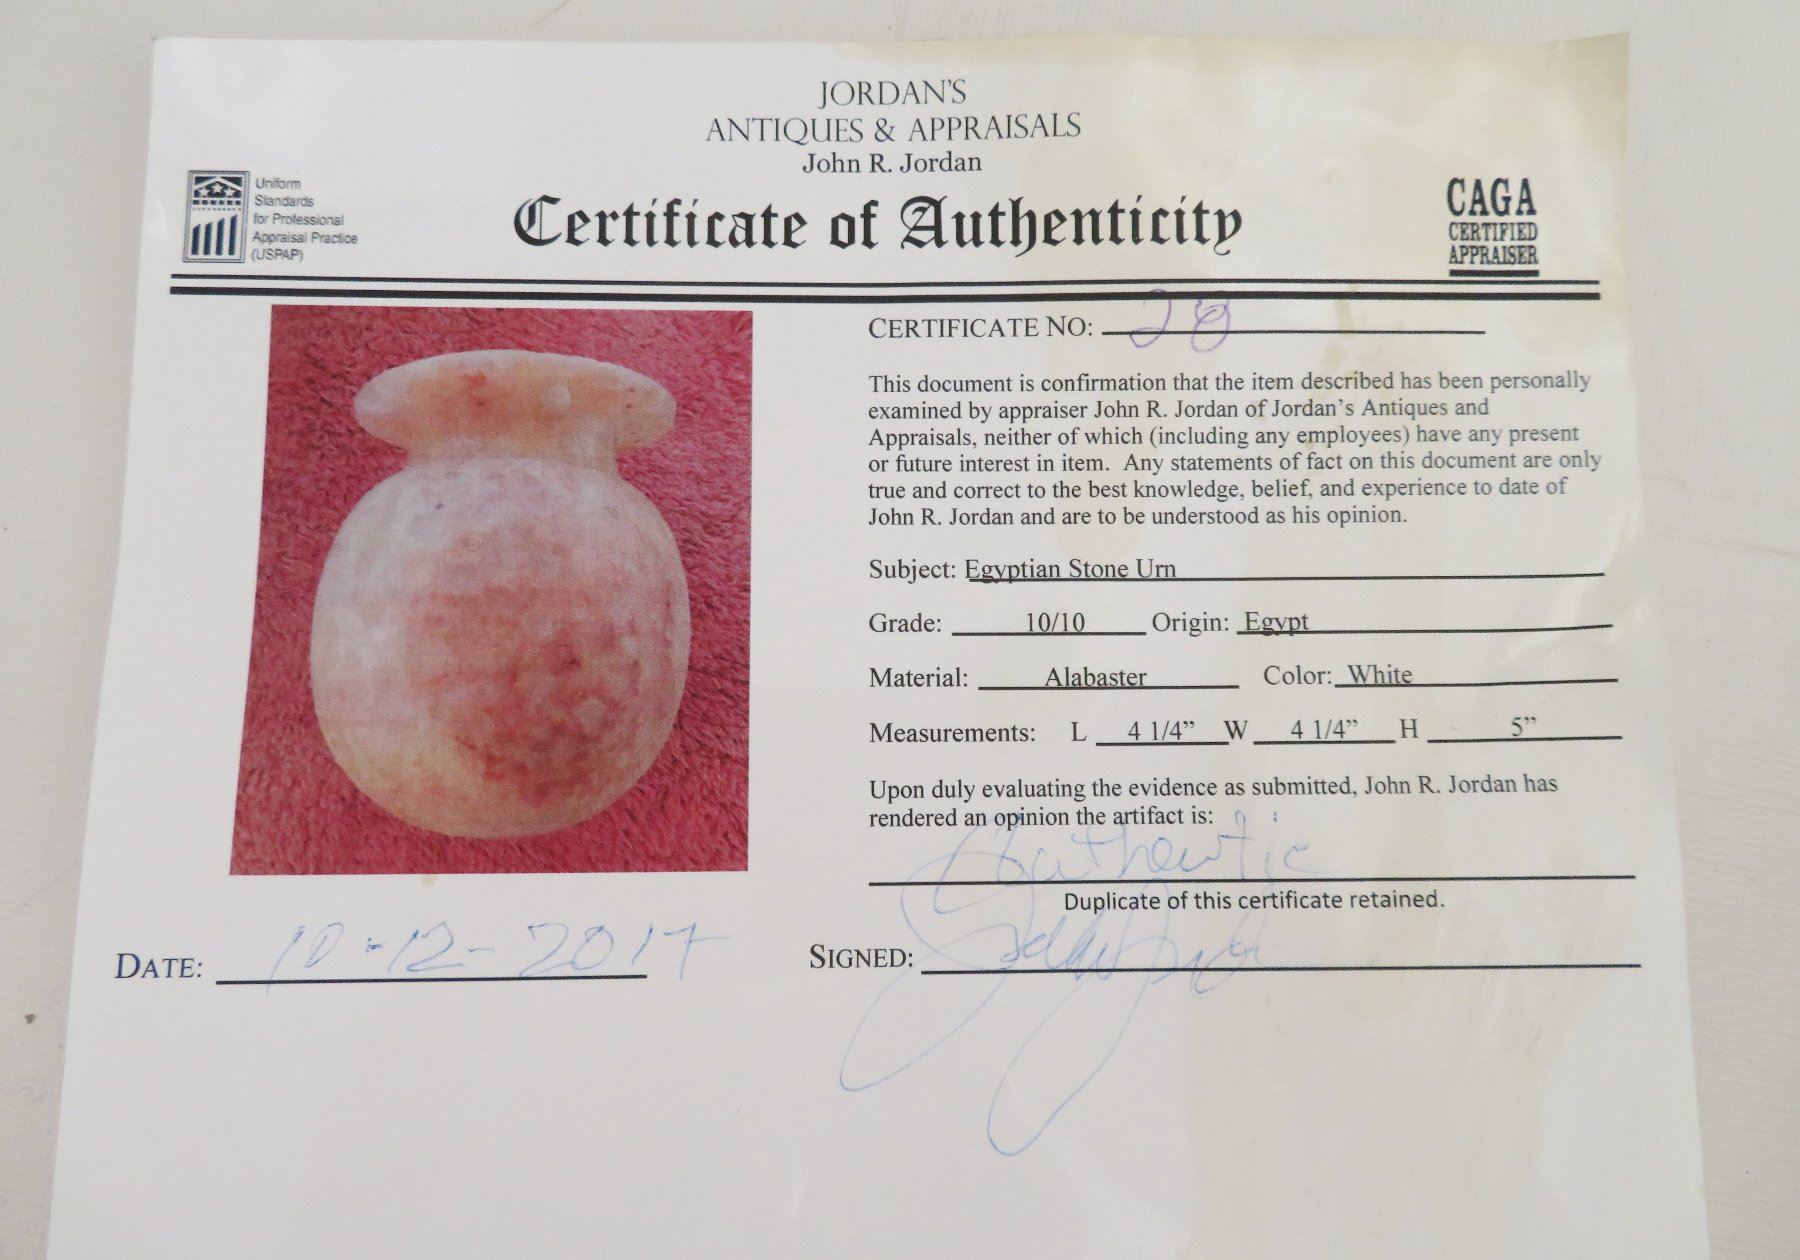 JORDAN'S
ANTIQUES & APPRAISALS
John R. Jordan
Certificate of Authenticity
Uniform
Standards
for Professional
Appraisal Practice
(USPAP)
CAGA
CERTIFIED
APPRAISER
CERTIFICATE NO: 28
This document is confirmation that the item described has been personally
examined by appraiser John R. Jordan of Jordan's Antiques and
Appraisals, neither of which (including any employees) have any present
or future interest in item. Any statements of fact on this document are only
true and correct to the best knowledge, belief, and experience to date of
John R. Jordan and are to be understood as his opinion.
Subject: Egyptian Stone Urn
Grade: 10/10 Origin: Egypt
Material: Alabaster Color: White
Measurements: L 4 1/4” W 4 1/4” H 5”
Upon duly evaluating the evidence as submitted, John R. Jordan has
rendered an opinion the artifact is:
Authentic
Duplicate of this certificate retained.
DATE: 10-12-2017
SIGNED: